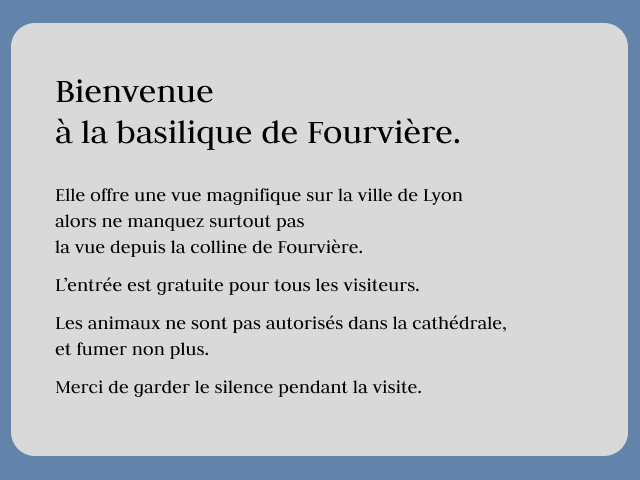 Bienvenue
à la basilique de Fourvière.
Elle offre une vue magnifique sur la ville de Lyon
alors ne manquez surtout pas
la vue depuis la colline de Fourvière.
L’entrée est gratuite pour tous les visiteurs.
Les animaux ne sont pas autorisés dans la cathédrale,
et fumer non plus.
Merci de garder le silence pendant la visite.